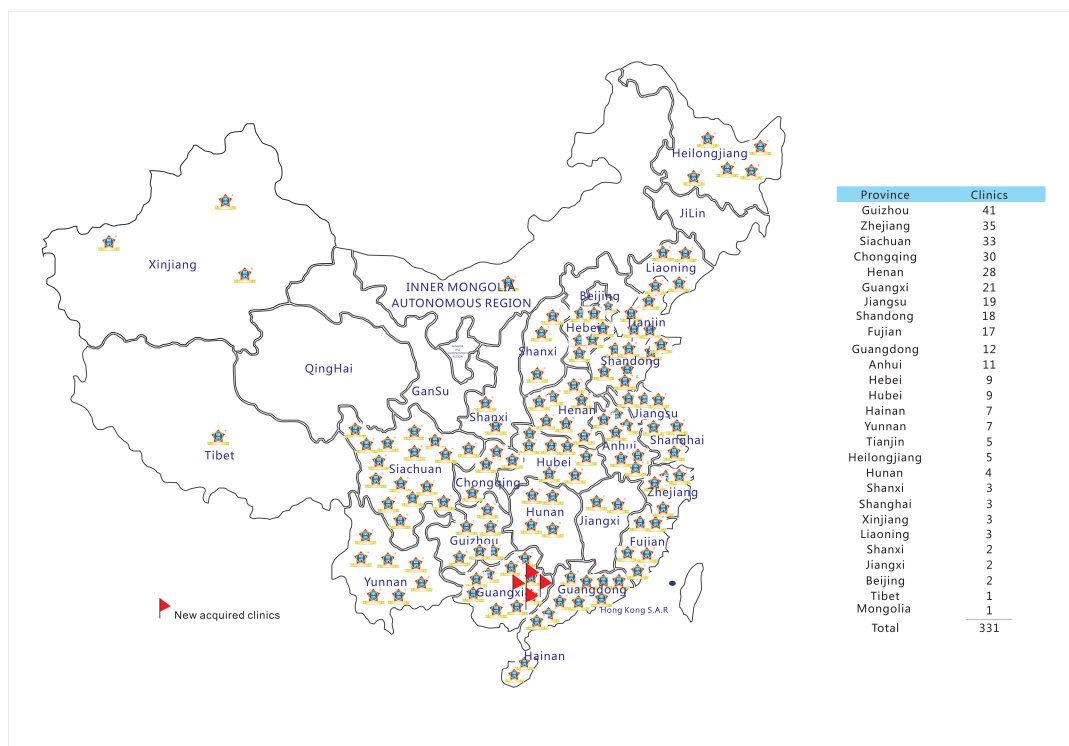 Heilongjiang
JiLin
Liaoning
Xinjiang
INNER MONGOLIA
AUTONOMOUS REGION
Beijing
Tianjin
Hebei
Shanxi
Shandong
QingHai
GanSu
Shanxi
Henan
Jiangsu
Tibet
Siachuan
Anhui
Shanghai
Hubei
Chongqing
Zhejiang
Hunan
Jiangxi
Guizhou
Fujian
Yunnan
Guangxi
Guangdong
Hong Kong S.A.R
Hainan
New acquired clinics
Province Clinics
Guizhou 41
Zhejiang 35
Siachuan 33
Chongqing 30
Henan 28
Guangxi 21
Jiangsu 19
Shandong 18
Fujian 17
Guangdong 12
Anhui 11
Hebei 9
Hubei 9
Hainan 7
Yunnan 7
Tianjin 5
Heilongjiang 5
Hunan 4
Shanxi 3
Shanghai 3
Xinjiang 3
Liaoning 3
Shanxi 2
Jiangxi 2
Beijing 2
Tibet 1
Mongolia 1
Total 331